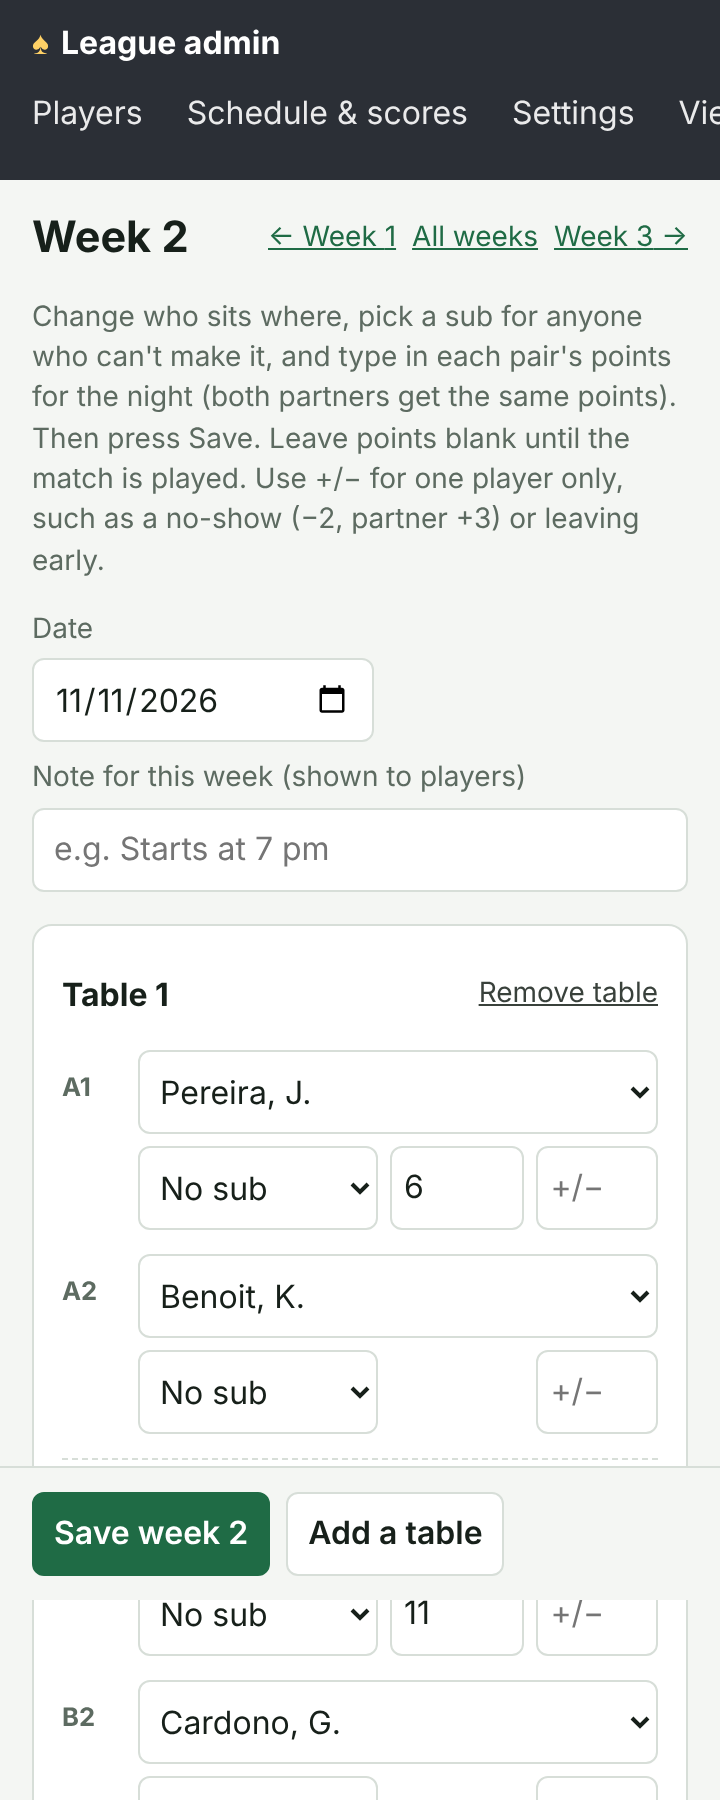 ♠ League admin
Players Schedule & scores Settings Vie
Week 2 ← Week 1 All weeks Week 3 →
Change who sits where, pick a sub for anyone
who can't make it, and type in each pair's points
for the night (both partners get the same points).
Then press Save. Leave points blank until the
match is played. Use +/− for one player only,
such as a no-show (−2, partner +3) or leaving
early.
Date
11/11/2026
Note for this week (shown to players)
e.g. Starts at 7 pm
Table 1 Remove table
A1 Pereira, J.
No sub 6 +/−
A2 Benoit, K.
No sub +/−
Save week 2 Add a table
No sub 11 +/−
B2 Cardono, G.